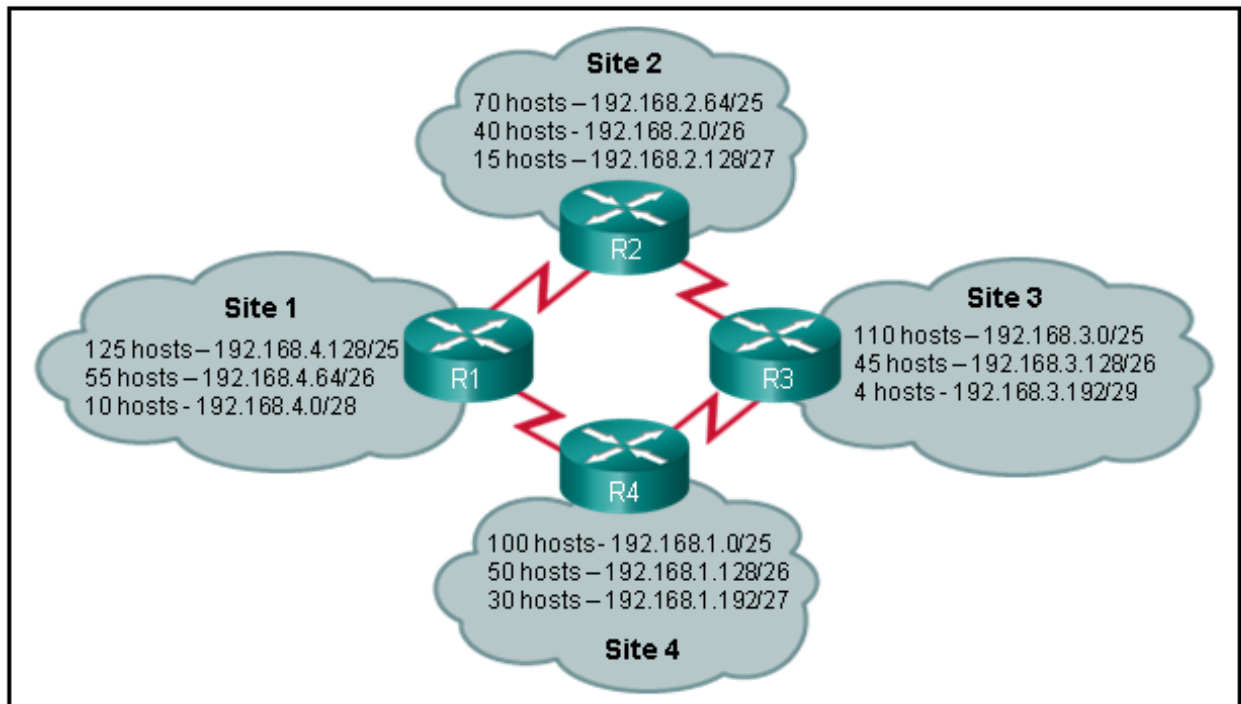 Site 2
70 hosts – 192.168.2.64/25
40 hosts - 192.168.2.0/26
15 hosts – 192.168.2.128/27
R2
Site 1
125 hosts – 192.168.4.128/25
55 hosts – 192.168.4.64/26
10 hosts - 192.168.4.0/28
R1
Site 3
110 hosts – 192.168.3.0/25
45 hosts – 192.168.3.128/26
4 hosts - 192.168.3.192/29
R3
R4
100 hosts- 192.168.1.0/25
50 hosts – 192.168.1.128/26
30 hosts – 192.168.1.192/27
Site 4